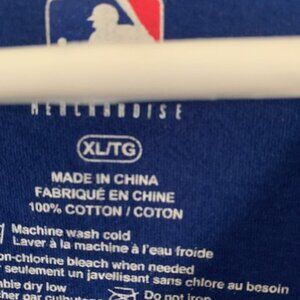 MERCHANDISE
XL/TG
MADE IN CHINA
FABRIQUÉ EN CHINE
100% COTTON / COTON
Machine wash cold
Laver à la machine à l'eau froide
on-chlorine bleach when needed
r seulement un javellisant sans chlore au besoin
able dry low
Do not iron